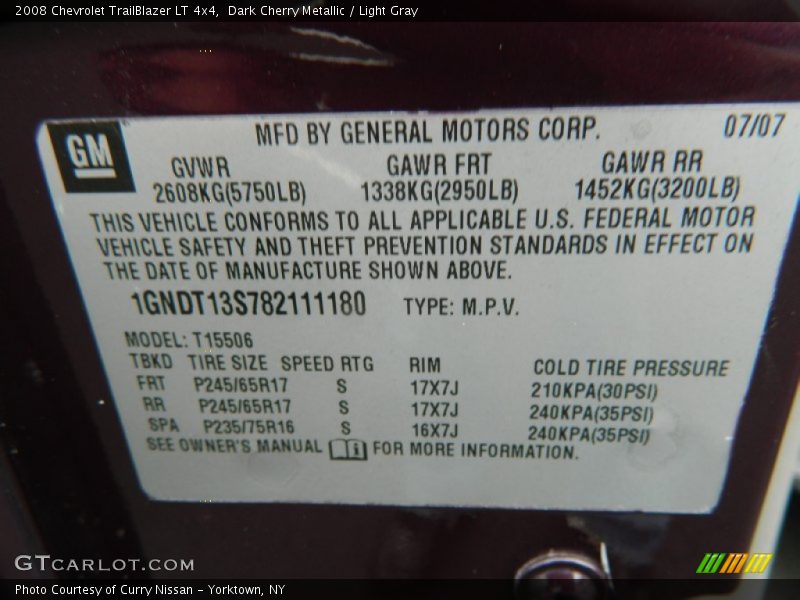 2008 Chevrolet TrailBlazer LT 4x4, Dark Cherry Metallic / Light Gray
GM MFD BY GENERAL MOTORS CORP. 07/07
GVWR GAWR FRT GAWR RR
2608KG(5750LB) 1338KG(2950LB) 1452KG(3200LB)
THIS VEHICLE CONFORMS TO ALL APPLICABLE U.S. FEDERAL MOTOR
VEHICLE SAFETY AND THEFT PREVENTION STANDARDS IN EFFECT ON
THE DATE OF MANUFACTURE SHOWN ABOVE.
1GNDT13S782111180 TYPE: M.P.V.
MODEL: T15506
TBKD TIRE SIZE SPEED RTG RIM COLD TIRE PRESSURE
FRT P245/65R17 S 17X7J 210KPA(30PSI)
RR P245/65R17 S 17X7J 240KPA(35PSI)
SPA P235/75R16 S 16X7J 240KPA(35PSI)
SEE OWNER'S MANUAL i FOR MORE INFORMATION.
GTCARLOT.COM
Photo Courtesy of Curry Nissan - Yorktown, NY